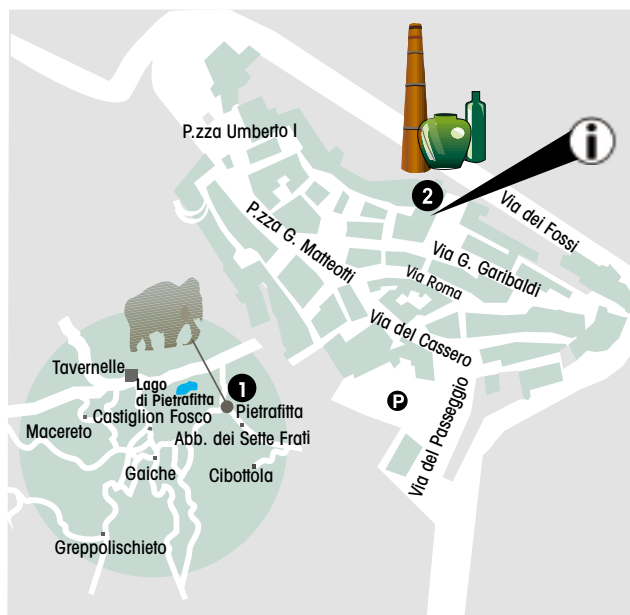 P.zza Umberto I
i
2
Via dei Fossi
P.zza G. Matteotti
Via G. Garibaldi
Via Roma
Via del Cassero
P
Via del Passeggio
Tavernelle
Lago
di Pietrafitta
1
Pietrafitta
Castiglion Fosco
Macereto
Abb. dei Sette Frati
Gaiche
Cibottola
Greppolischieto